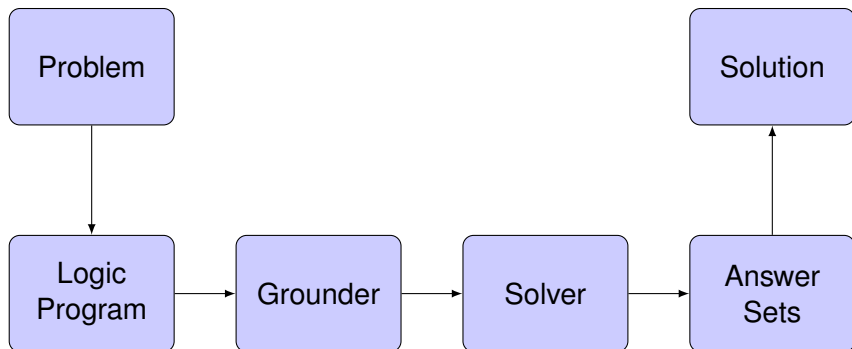 Problem
Solution
Logic
Program
Grounder
Solver
Answer
Sets